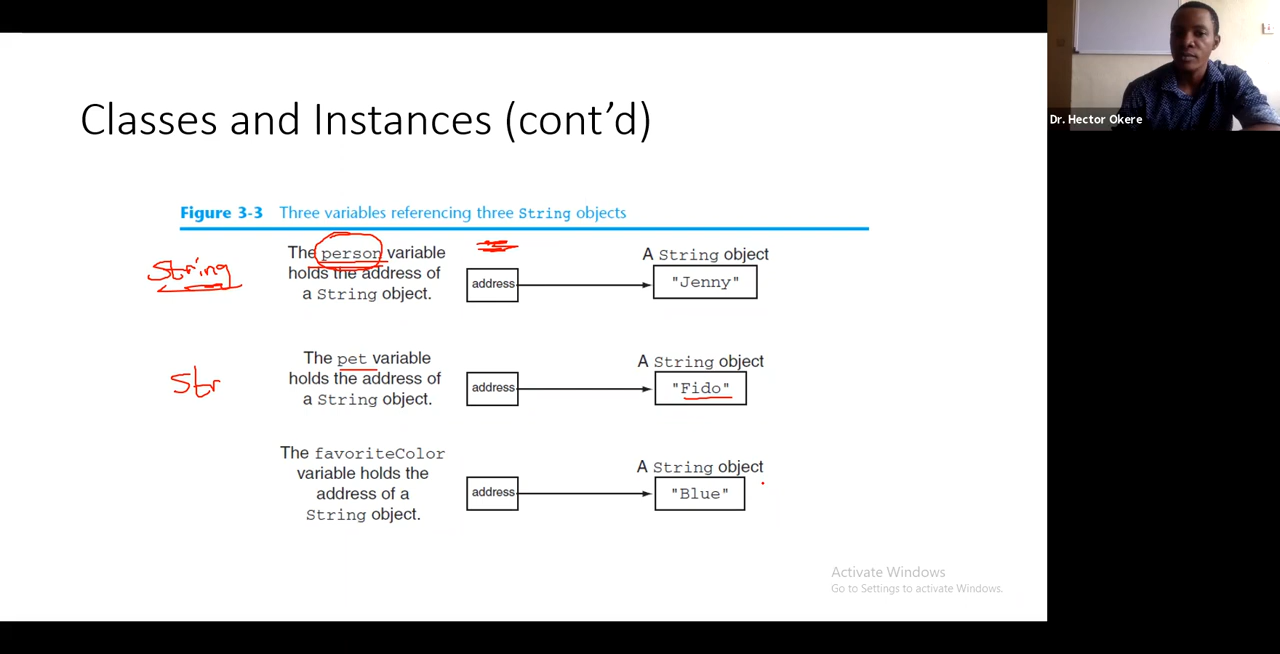 Dr. Hector Okere
Classes and Instances (cont’d)
Figure 3-3 Three variables referencing three String objects
String
The person variable
holds the address of
a String object.
address
A String object
"Jenny"
Str
The pet variable
holds the address of
a String object.
address
A String object
"Fido"
The favoriteColor
variable holds the
address of a
String object.
address
A String object
"Blue"
Activate Windows
Go to Settings to activate Windows.